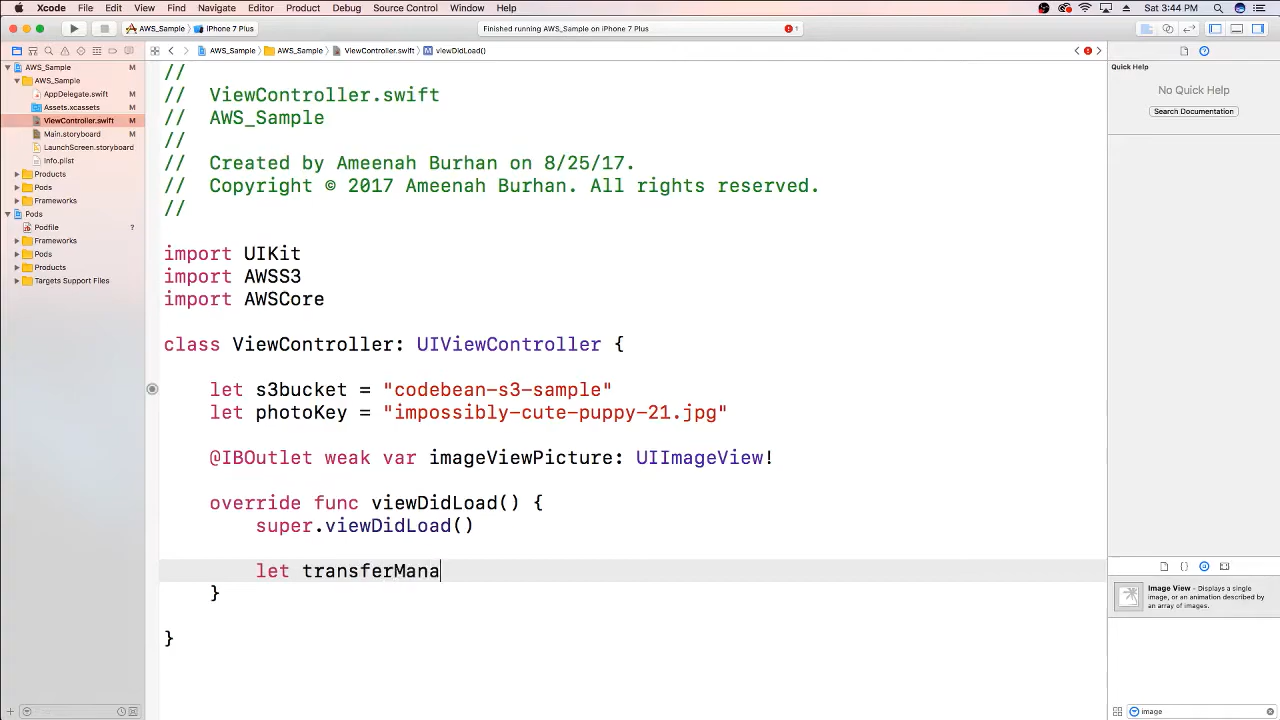 Xcode File Edit View Find Navigate Editor Product Debug Source Control Window Help Sat 3:44 PM
AWS_Sample iPhone 7 Plus Finished running AWS_Sample on iPhone 7 Plus 1
AWS_Sample AWS_Sample ViewController.swift M viewDidLoad()
AWS_Sample M
AWS_Sample
AppDelegate.swift M
Assets.xcassets M
ViewController.swift M
Main.storyboard M
LaunchScreen.storyboard M
Info.plist M
Products
Pods
Frameworks
Pods
Podfile ?
Frameworks
Pods
Products
Targets Support Files
//
// ViewController.swift
// AWS_Sample
//
// Created by Ameenah Burhan on 8/25/17.
// Copyright © 2017 Ameenah Burhan. All rights reserved.
//
import UIKit
import AWSS3
import AWSCore
class ViewController: UIViewController {
let s3bucket = "codebean-s3-sample"
let photoKey = "impossibly-cute-puppy-21.jpg"
@IBOutlet weak var imageViewPicture: UIImageView!
override func viewDidLoad() {
super.viewDidLoad()
let transferMana
}
}
Quick Help
No Quick Help
Search Documentation
Image View - Displays a single
image, or an animation described by
an array of images.
image